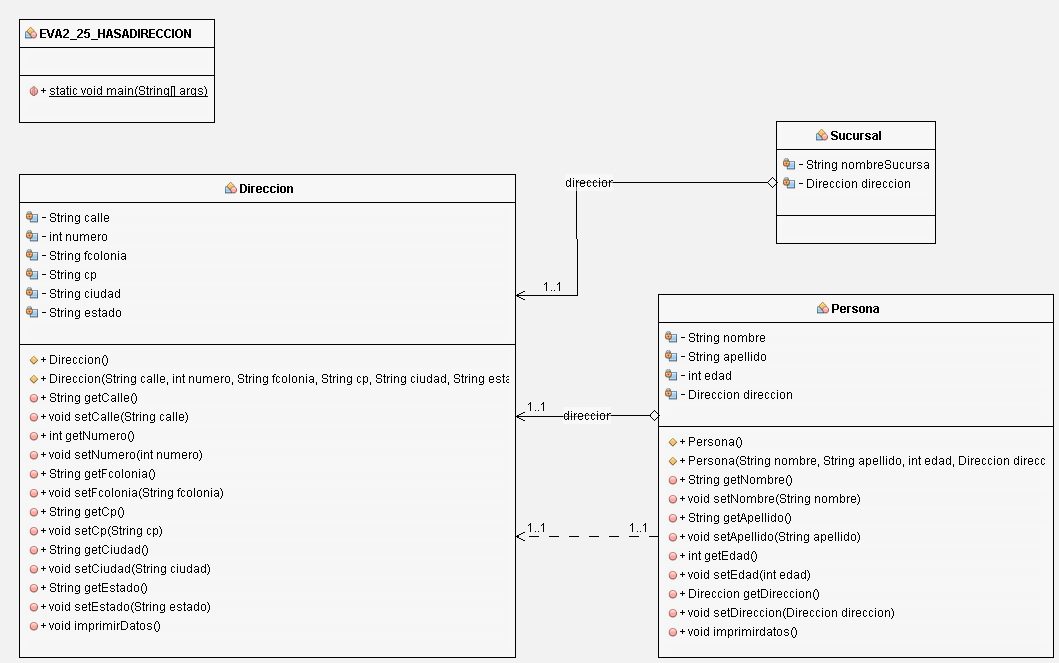 EVA2_25_HASADIRECCION
+ static void main(String[] args)
Sucursal
- String nombreSucursa
- Direccion direccion
direccior
1..1
Direccion
- String calle
- int numero
- String fcolonia
- String cp
- String ciudad
- String estado
+ Direccion()
+ Direccion(String calle, int numero, String fcolonia, String cp, String ciudad, String esta
+ String getCalle()
+ void setCalle(String calle)
+ int getNumero()
+ void setNumero(int numero)
+ String getFcolonia()
+ void setFcolonia(String fcolonia)
+ String getCp()
+ void setCp(String cp)
+ String getCiudad()
+ void setCiudad(String ciudad)
+ String getEstado()
+ void setEstado(String estado)
+ void imprimirDatos()
1..1
direccior
1..1
1..1
Persona
- String nombre
- String apellido
- int edad
- Direccion direccion
+ Persona()
+ Persona(String nombre, String apellido, int edad, Direccion direcc
+ String getNombre()
+ void setNombre(String nombre)
+ String getApellido()
+ void setApellido(String apellido)
+ int getEdad()
+ void setEdad(int edad)
+ Direccion getDireccion()
+ void setDireccion(Direccion direccion)
+ void imprimirdatos()